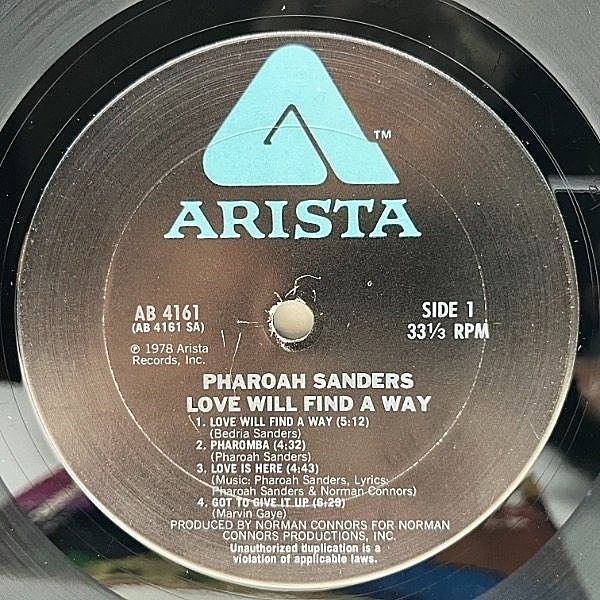 TM
ARISTA
AB 4161
(AB 4161 SA)
SIDE 1
33⅓ RPM
℗ 1978 Arista
Records, Inc.
PHAROAH SANDERS
LOVE WILL FIND A WAY
1. LOVE WILL FIND A WAY (5:12)
(Bedria Sanders)
2. PHAROMBA (4:32)
(Pharoah Sanders)
3. LOVE IS HERE (4:43)
(Music: Pharoah Sanders, Lyrics:
Pharoah Sanders & Norman Connors)
4. GOT TO GIVE IT UP (6:29)
(Marvin Gaye)
PRODUCED BY NORMAN CONNORS FOR NORMAN
CONNORS PRODUCTIONS, INC.
Unauthorized duplication is a
violation of applicable laws.